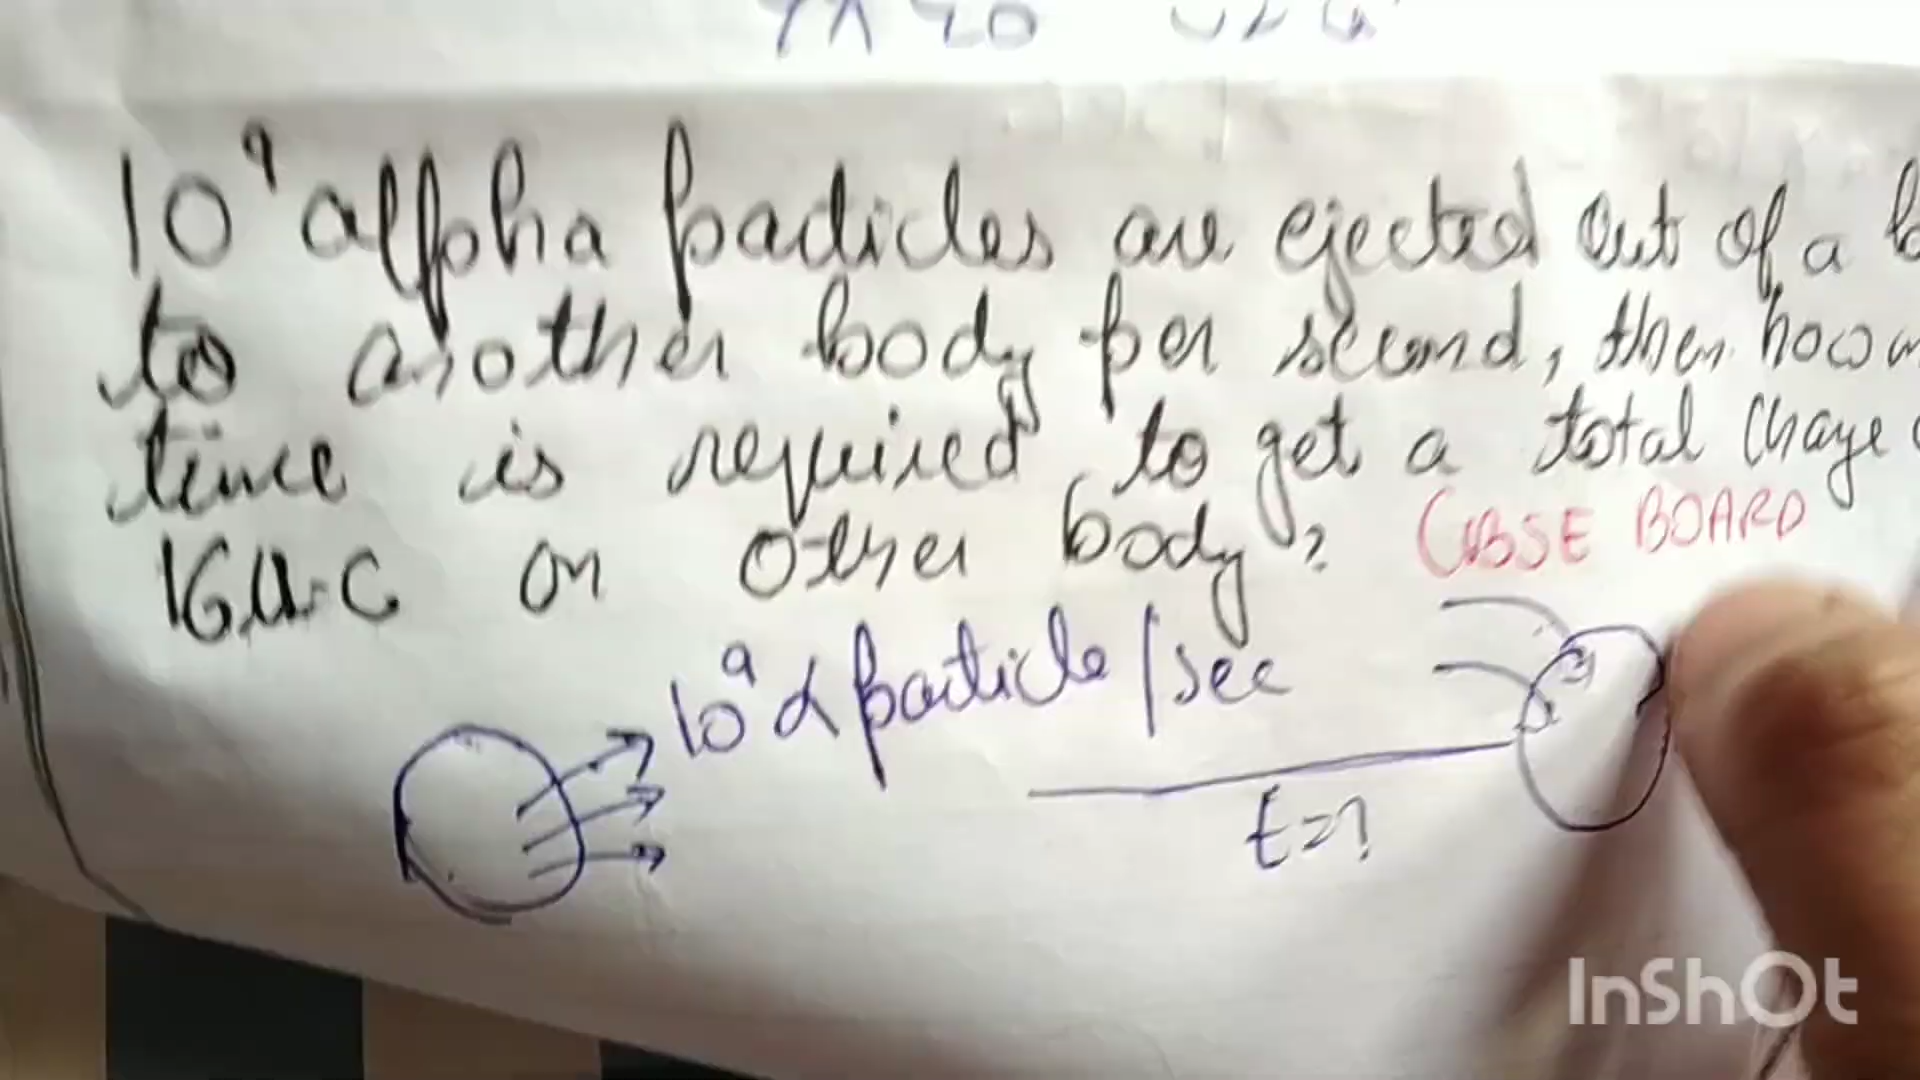 10⁹ alpha particles are ejected out of a
to another body per second, then how
time is required to get a total charge
16μ.C on other body?
(CBSE BOARD
10⁹ α particle/sec
t=?
InShOt